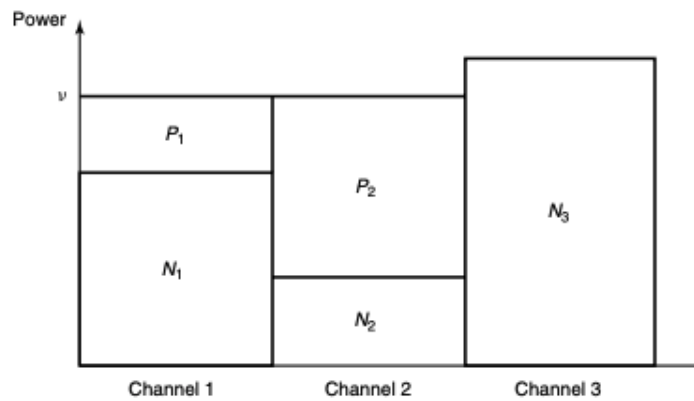 Power
ν
P₁
P₂
N₃
N₁
N₂
Channel 1
Channel 2
Channel 3